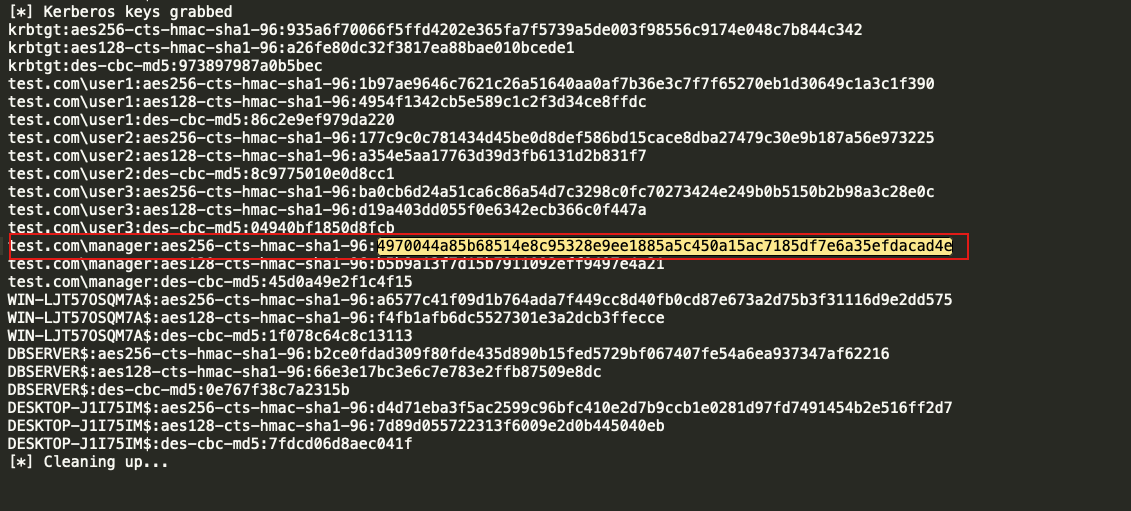 [*] Kerberos keys grabbed
krbtgt:aes256-cts-hmac-sha1-96:935a6f70066f5ffd4202e365fa7f5739a5de003f98556c9174e048c7b844c342
krbtgt:aes128-cts-hmac-sha1-96:a26fe80dc32f3817ea88bae010bcede1
krbtgt:des-cbc-md5:973897987a0b5bec
test.com\user1:aes256-cts-hmac-sha1-96:1b97ae9646c7621c26a51640aa0af7b36e3c7f7f65270eb1d30649c1a3c1f390
test.com\user1:aes128-cts-hmac-sha1-96:4954f1342cb5e589c1c2f3d34ce8ffdc
test.com\user1:des-cbc-md5:86c2e9ef979da220
test.com\user2:aes256-cts-hmac-sha1-96:177c9c0c781434d45be0d8def586bd15cace8dba27479c30e9b187a56e973225
test.com\user2:aes128-cts-hmac-sha1-96:a354e5aa17763d39d3fb6131d2b831f7
test.com\user2:des-cbc-md5:8c9775010e0d8cc1
test.com\user3:aes256-cts-hmac-sha1-96:ba0cb6d24a51ca6c86a54d7c3298c0fc70273424e249b0b5150b2b98a3c28e0c
test.com\user3:aes128-cts-hmac-sha1-96:d19a403dd055f0e6342ecb366c0f447a
test.com\user3:des-cbc-md5:04940bf1850d8fcb
test.com\manager:aes256-cts-hmac-sha1-96:4970044a85b68514e8c95328e9ee1885a5c450a15ac7185df7e6a35efdacad4e
test.com\manager:aes128-cts-hmac-sha1-96:b5b9a13f7d15b7911092eff9497e4a21
test.com\manager:des-cbc-md5:45d0a49e2f1c4f15
WIN-LJT57OSQM7A$:aes256-cts-hmac-sha1-96:a6577c41f09d1b764ada7f449cc8d40fb0cd87e673a2d75b3f31116d9e2dd575
WIN-LJT57OSQM7A$:aes128-cts-hmac-sha1-96:f4fb1afb6dc5527301e3a2dcb3ffecce
WIN-LJT57OSQM7A$:des-cbc-md5:1f078c64c8c13113
DBSERVER$:aes256-cts-hmac-sha1-96:b2ce0fdad309f80fde435d890b15fed5729bf067407fe54a6ea937347af62216
DBSERVER$:aes128-cts-hmac-sha1-96:66e3e17bc3e6c7e783e2ffb87509e8dc
DBSERVER$:des-cbc-md5:0e767f38c7a2315b
DESKTOP-J1I75IM$:aes256-cts-hmac-sha1-96:d4d71eba3f5ac2599c96bfc410e2d7b9ccb1e0281d97fd7491454b2e516ff2d7
DESKTOP-J1I75IM$:aes128-cts-hmac-sha1-96:7d89d055722313f6009e2d0b445040eb
DESKTOP-J1I75IM$:des-cbc-md5:7fdcd06d8aec041f
[*] Cleaning up...